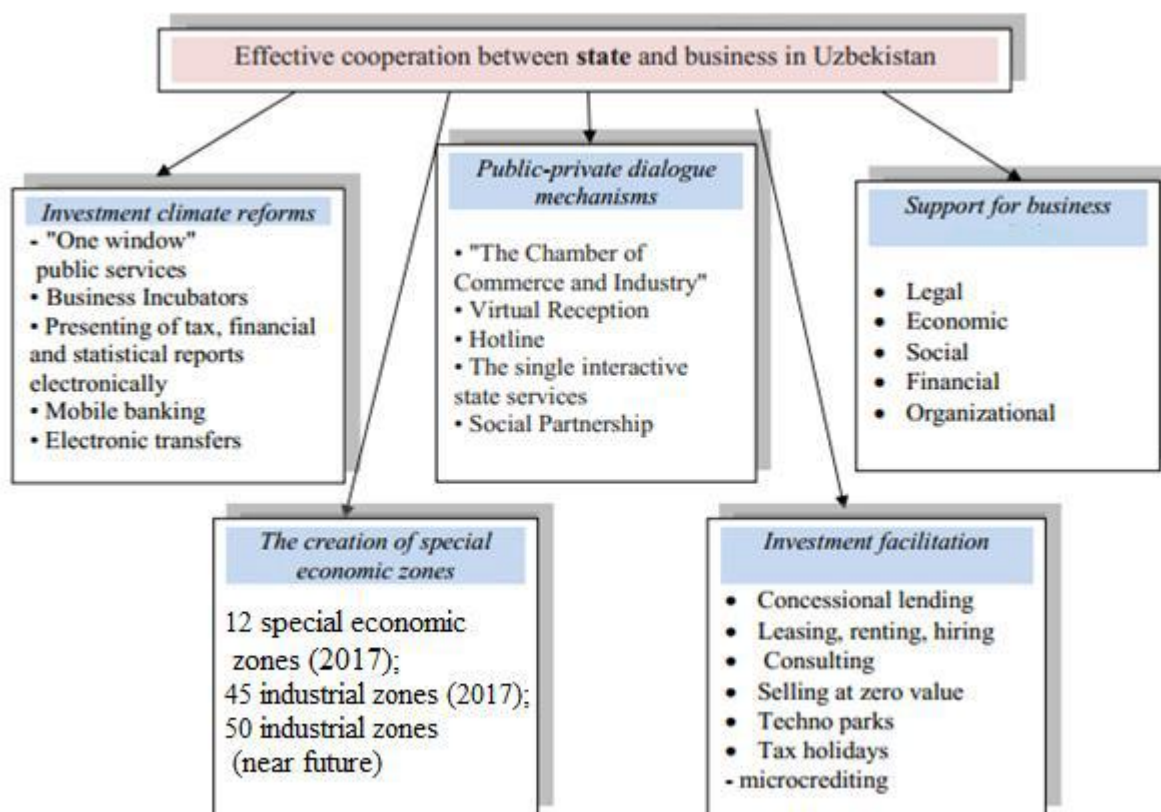 Effective cooperation between state and business in Uzbekistan
Investment climate reforms
- "One window"
public services
• Business Incubators
• Presenting of tax, financial
and statistical reports
electronically
• Mobile banking
• Electronic transfers
Public-private dialogue
mechanisms
• "The Chamber of
Commerce and Industry"
• Virtual Reception
• Hotline
• The single interactive
state services
• Social Partnership
Support for business
• Legal
• Economic
• Social
• Financial
• Organizational
The creation of special
economic zones
12 special economic
zones (2017);
45 industrial zones (2017);
50 industrial zones
(near future)
Investment facilitation
• Concessional lending
• Leasing, renting, hiring
• Consulting
• Selling at zero value
• Techno parks
• Tax holidays
- microcrediting